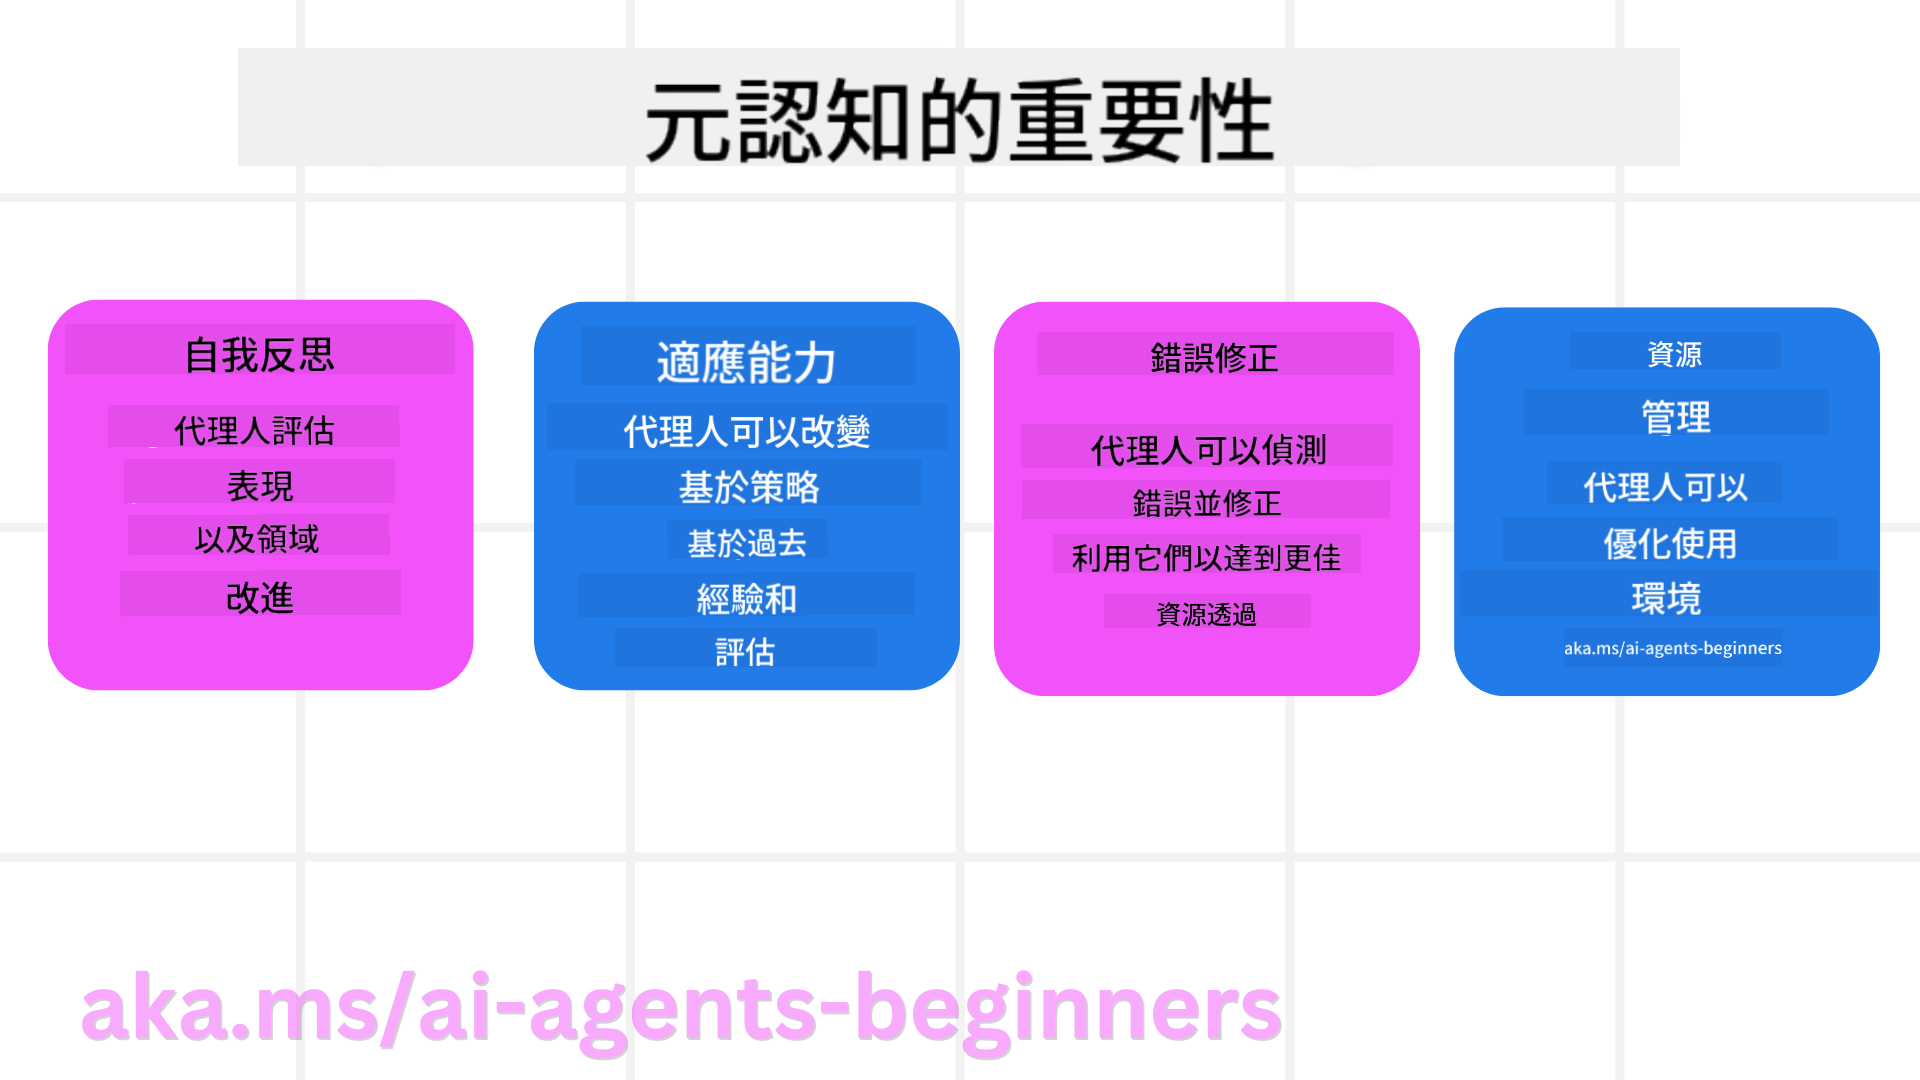 元認知的重要性
自我反思
代理人評估
表現
以及領域
改進
適應能力
代理人可以改變
基於策略
基於過去
經驗和
評估
錯誤修正
代理人可以偵測
錯誤並修正
利用它們以達到更佳
資源透過
資源
管理
代理人可以
優化使用
環境
aka.ms/ai-agents-beginners
aka.ms/ai-agents-beginners